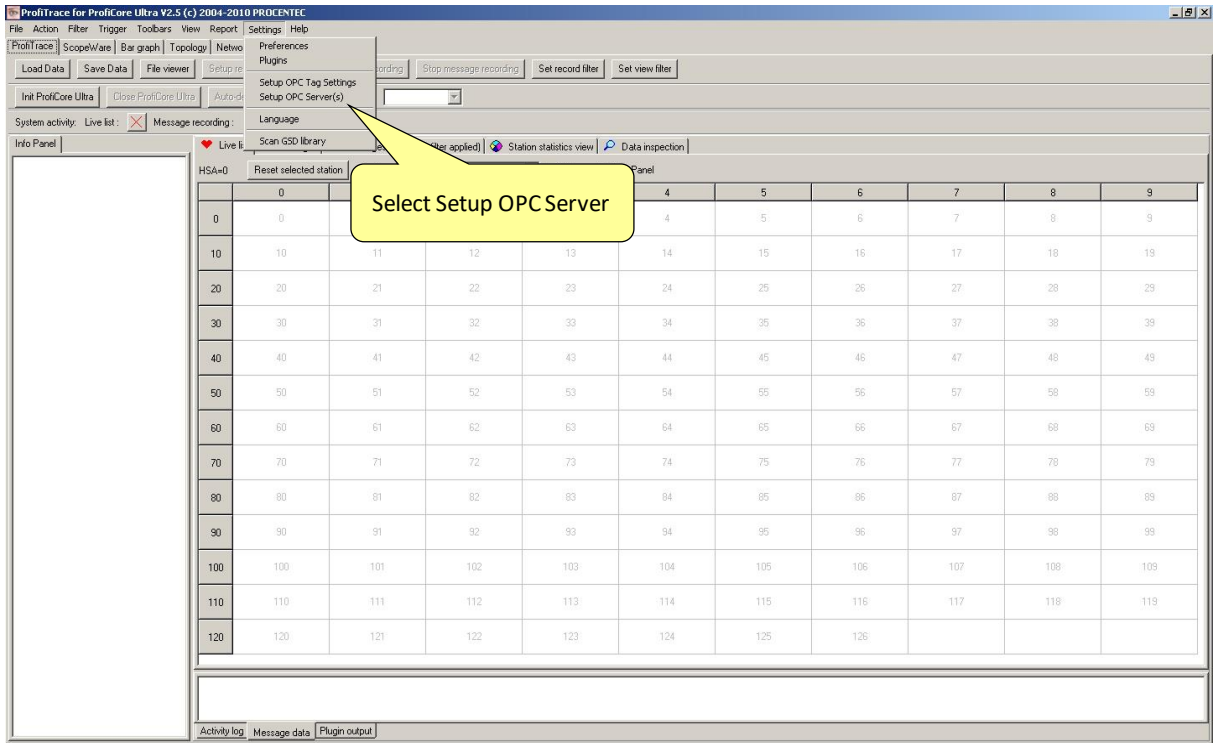 ProfiTrace for ProfiCore Ultra V2.5 (c) 2004-2010 PROCENTEC
File Action Filter Trigger Toolbars View Report Settings Help
ProfiTrace ScopeWare Bar graph Topology Netwo
Preferences
Plugins
Setup OPC Tag Settings
Setup OPC Server(s)
Language
Scan GSD library
Load Data Save Data File viewer Setup re ording Stop message recording Set record filter Set view filter
Init ProfiCore Ultra Close ProfiCore Ultra Auto-de
System activity: Live list : Message recording :
Info Panel
Live li filter applied) Station statistics view Data inspection
HSA=0 Reset selected station Panel
Select Setup OPC Server
0 4 5 6 7 8 9
0 0 4 5 6 7 8 9
10 10 11 12 13 14 15 16 17 18 19
20 20 21 22 23 24 25 26 27 28 29
30 30 31 32 33 34 35 36 37 38 39
40 40 41 42 43 44 45 46 47 48 49
50 50 51 52 53 54 55 56 57 58 59
60 60 61 62 63 64 65 66 67 68 69
70 70 71 72 73 74 75 76 77 78 79
80 80 81 82 83 84 85 86 87 88 89
90 90 91 92 93 94 95 96 97 98 99
100 100 101 102 103 104 105 106 107 108 109
110 110 111 112 113 114 115 116 117 118 119
120 120 121 122 123 124 125 126
Activity log Message data Plugin output